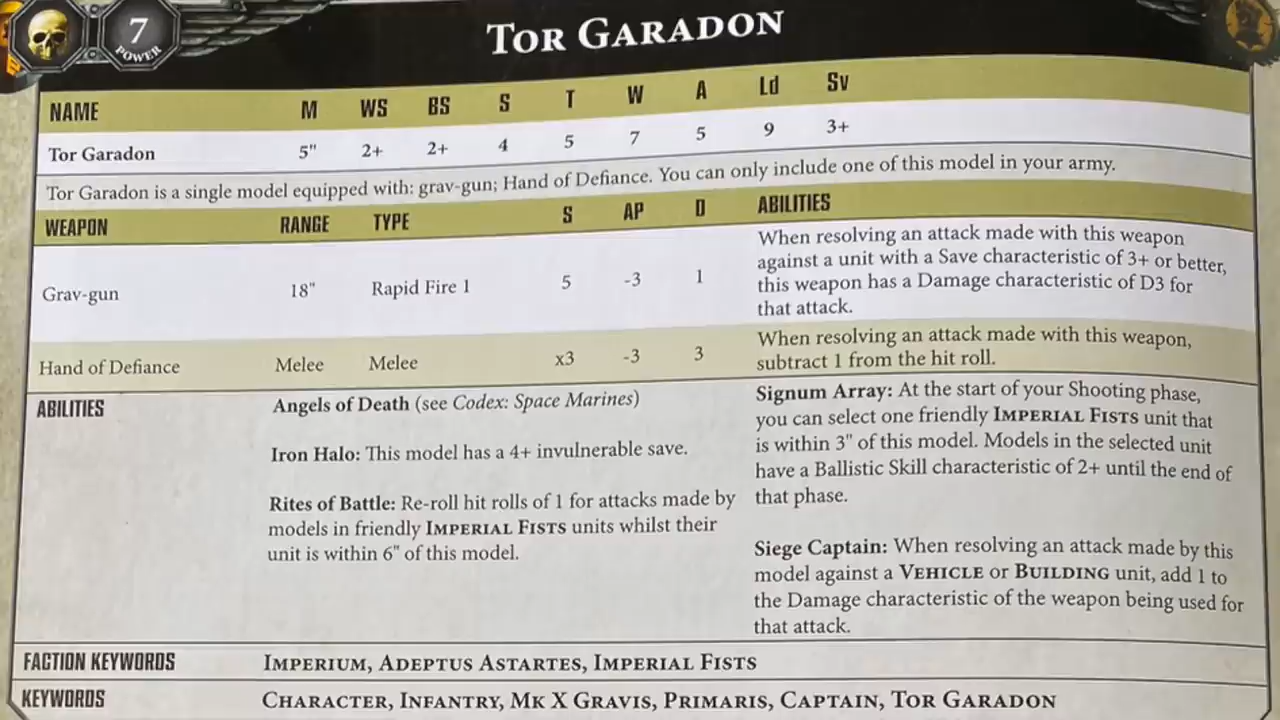 7
POWER
TOR GARADON
NAME M WS BS S T W A Ld Sv
Tor Garadon 5" 2+ 2+ 4 5 7 5 9 3+
Tor Garadon is a single model equipped with: grav-gun; Hand of Defiance. You can only include one of this model in your army.
WEAPON RANGE TYPE S AP D ABILITIES
Grav-gun 18" Rapid Fire 1 5 -3 1
When resolving an attack made with this weapon
against a unit with a Save characteristic of 3+ or better,
this weapon has a Damage characteristic of D3 for
that attack.
Hand of Defiance Melee Melee x3 -3 3
When resolving an attack made with this weapon,
subtract 1 from the hit roll.
ABILITIES
Angels of Death (see Codex: Space Marines)
Iron Halo: This model has a 4+ invulnerable save.
Rites of Battle: Re-roll hit rolls of 1 for attacks made by
models in friendly IMPERIAL FISTS units whilst their
unit is within 6" of this model.
Signum Array: At the start of your Shooting phase,
you can select one friendly IMPERIAL FISTS unit that
is within 3" of this model. Models in the selected unit
have a Ballistic Skill characteristic of 2+ until the end of
that phase.
Siege Captain: When resolving an attack made by this
model against a VEHICLE or BUILDING unit, add 1 to
the Damage characteristic of the weapon being used for
that attack.
FACTION KEYWORDS IMPERIUM, ADEPTUS ASTARTES, IMPERIAL FISTS
KEYWORDS CHARACTER, INFANTRY, MK X GRAVIS, PRIMARIS, CAPTAIN, TOR GARADON